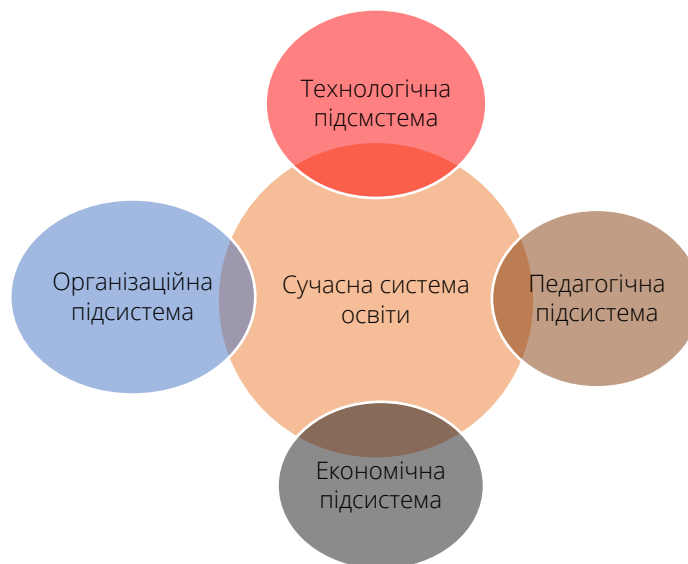 Технологічна
підсмстема
Організаційна
підсистема
Сучасна система
освіти
Педагогічна
підсистема
Економічна
підсистема